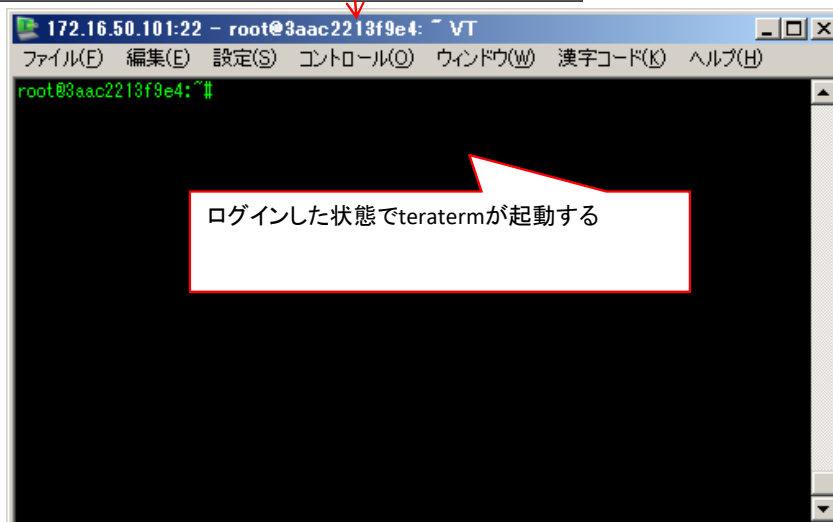 172.16.50.101:22 - root@3aac2213f9e4: ~ VT
ファイル(F) 編集(E) 設定(S) コントロール(O) ウィンドウ(W) 漢字コード(K) ヘルプ(H)
root@3aac2213f9e4:~#
ログインした状態でteratermが起動する